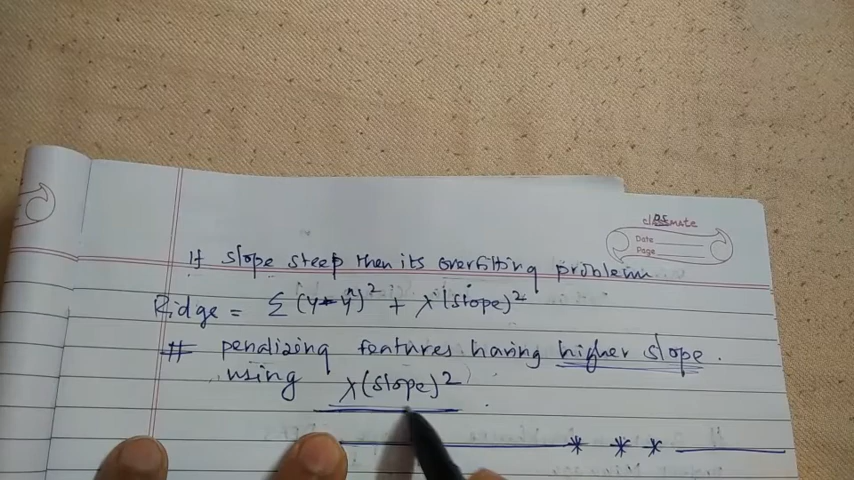 classmate
Date
Page
If slope steep then its overfitting problem
Ridge = Σ(y-ŷ)² + λ(slope)²
# penalizing features having higher slope.
using λ(slope)²